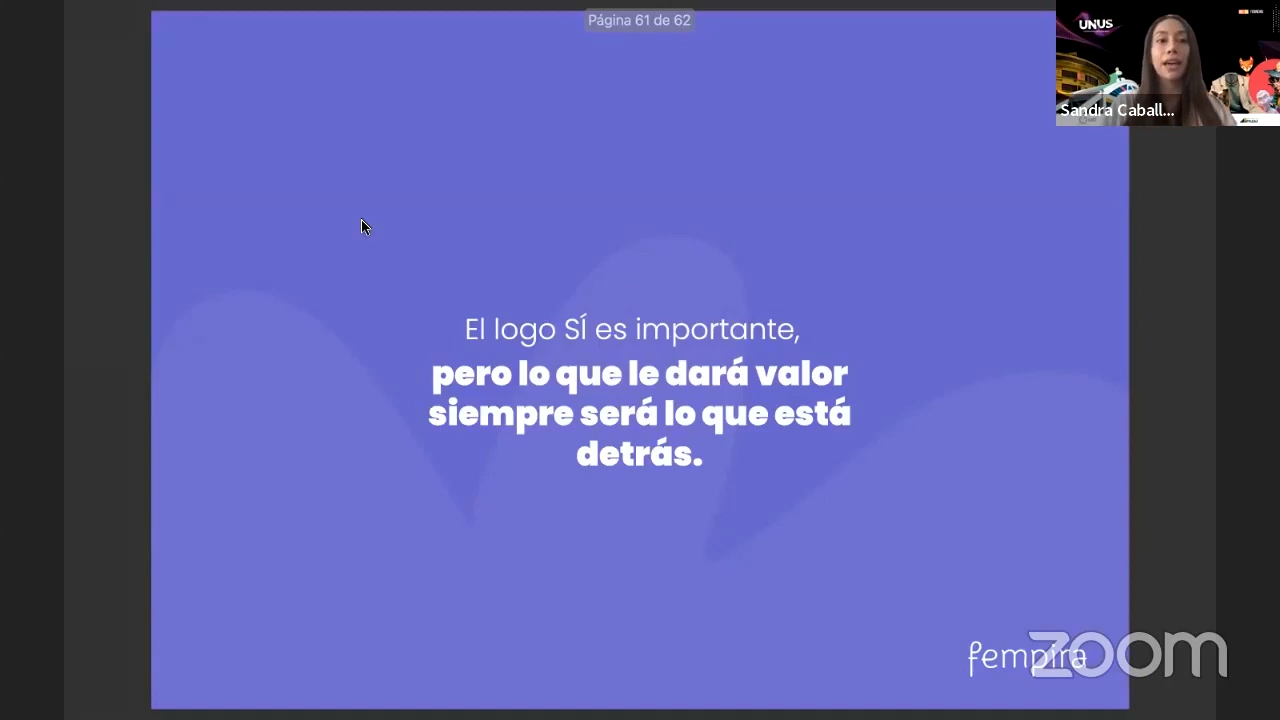 Página 61 de 62
UNUS
Sandra Caball...
El logo SÍ es importante,
pero lo que le dará valor
siempre será lo que está
detrás.
fempira
zoom